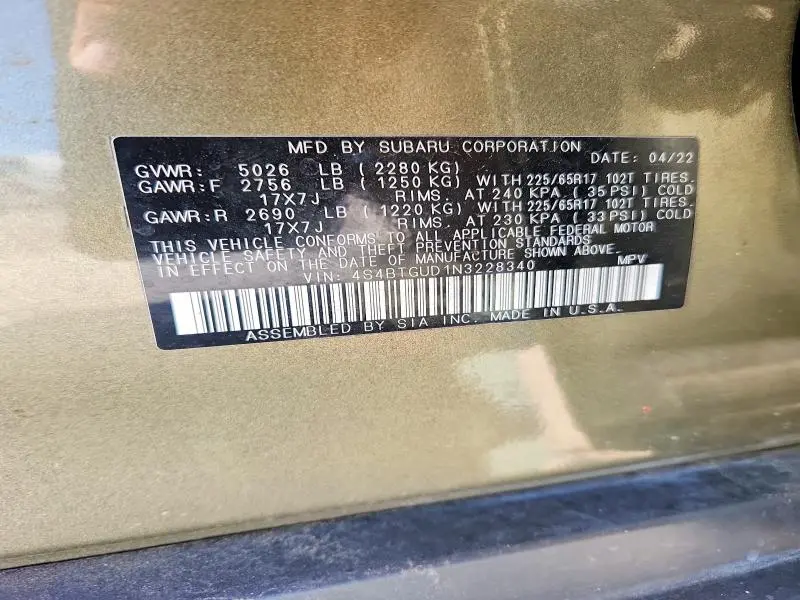 MFD BY SUBARU CORPORATION
DATE: 04/22
GVWR: 5026 LB ( 2280 KG)
GAWR:F 2756 LB ( 1250 KG) WITH 225/65R17 102T TIRES.
17X7J RIMS. AT 240 KPA ( 35 PSI) COLD
GAWR:R 2690 LB ( 1220 KG) WITH 225/65R17 102T TIRES.
17X7J RIMS. AT 230 KPA ( 33 PSI) COLD
THIS VEHICLE CONFORMS TO ALL APPLICABLE FEDERAL MOTOR
VEHICLE SAFETY AND THEFT PREVENTION STANDARDS
IN EFFECT ON THE DATE OF MANUFACTURE SHOWN ABOVE.
VIN: 4S4BTGUD1N3228340 MPV
ASSEMBLED BY SIA INC. MADE IN U.S.A.